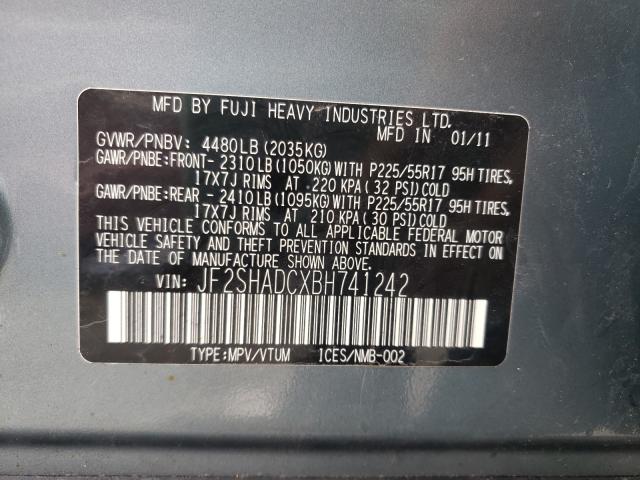 MFD BY FUJI HEAVY INDUSTRIES LTD.
MFD IN 01/11
GVWR/PNBV: 4480LB(2035KG)
GAWR/PNBE:FRONT- 2310LB(1050KG)WITH P225/55R17 95H TIRES,
17X7J RIMS AT 220 KPA(32 PSI)COLD
GAWR/PNBE:REAR - 2410LB(1095KG)WITH P225/55R17 95H TIRES,
17X7J RIMS AT 210 KPA(30 PSI)COLD
THIS VEHICLE CONFORMS TO ALL APPLICABLE FEDERAL MOTOR
VEHICLE SAFETY AND THEFT PREVENTION STANDARDS IN EFFECT ON
THE DATE OF MANUFACTURE SHOWN ABOVE.
VIN: JF2SHADCXBH741242
TYPE:MPV/VTUM ICES/NMB-002